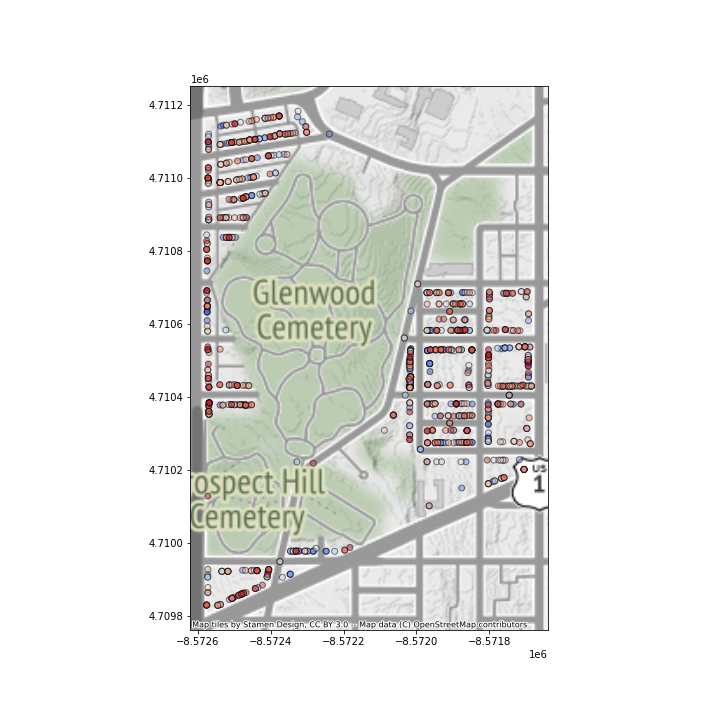 1e6
4.7112
4.7110
4.7108
4.7106
4.7104
4.7102
4.7100
4.7098
Glenwood
Cemetery
rospect Hill
Cemetery
US
1
Map tiles by Stamen Design, CC BY 3.0 -- Map data (C) OpenStreetMap contributors
−8.5726
−8.5724
−8.5722
−8.5720
−8.5718
1e6